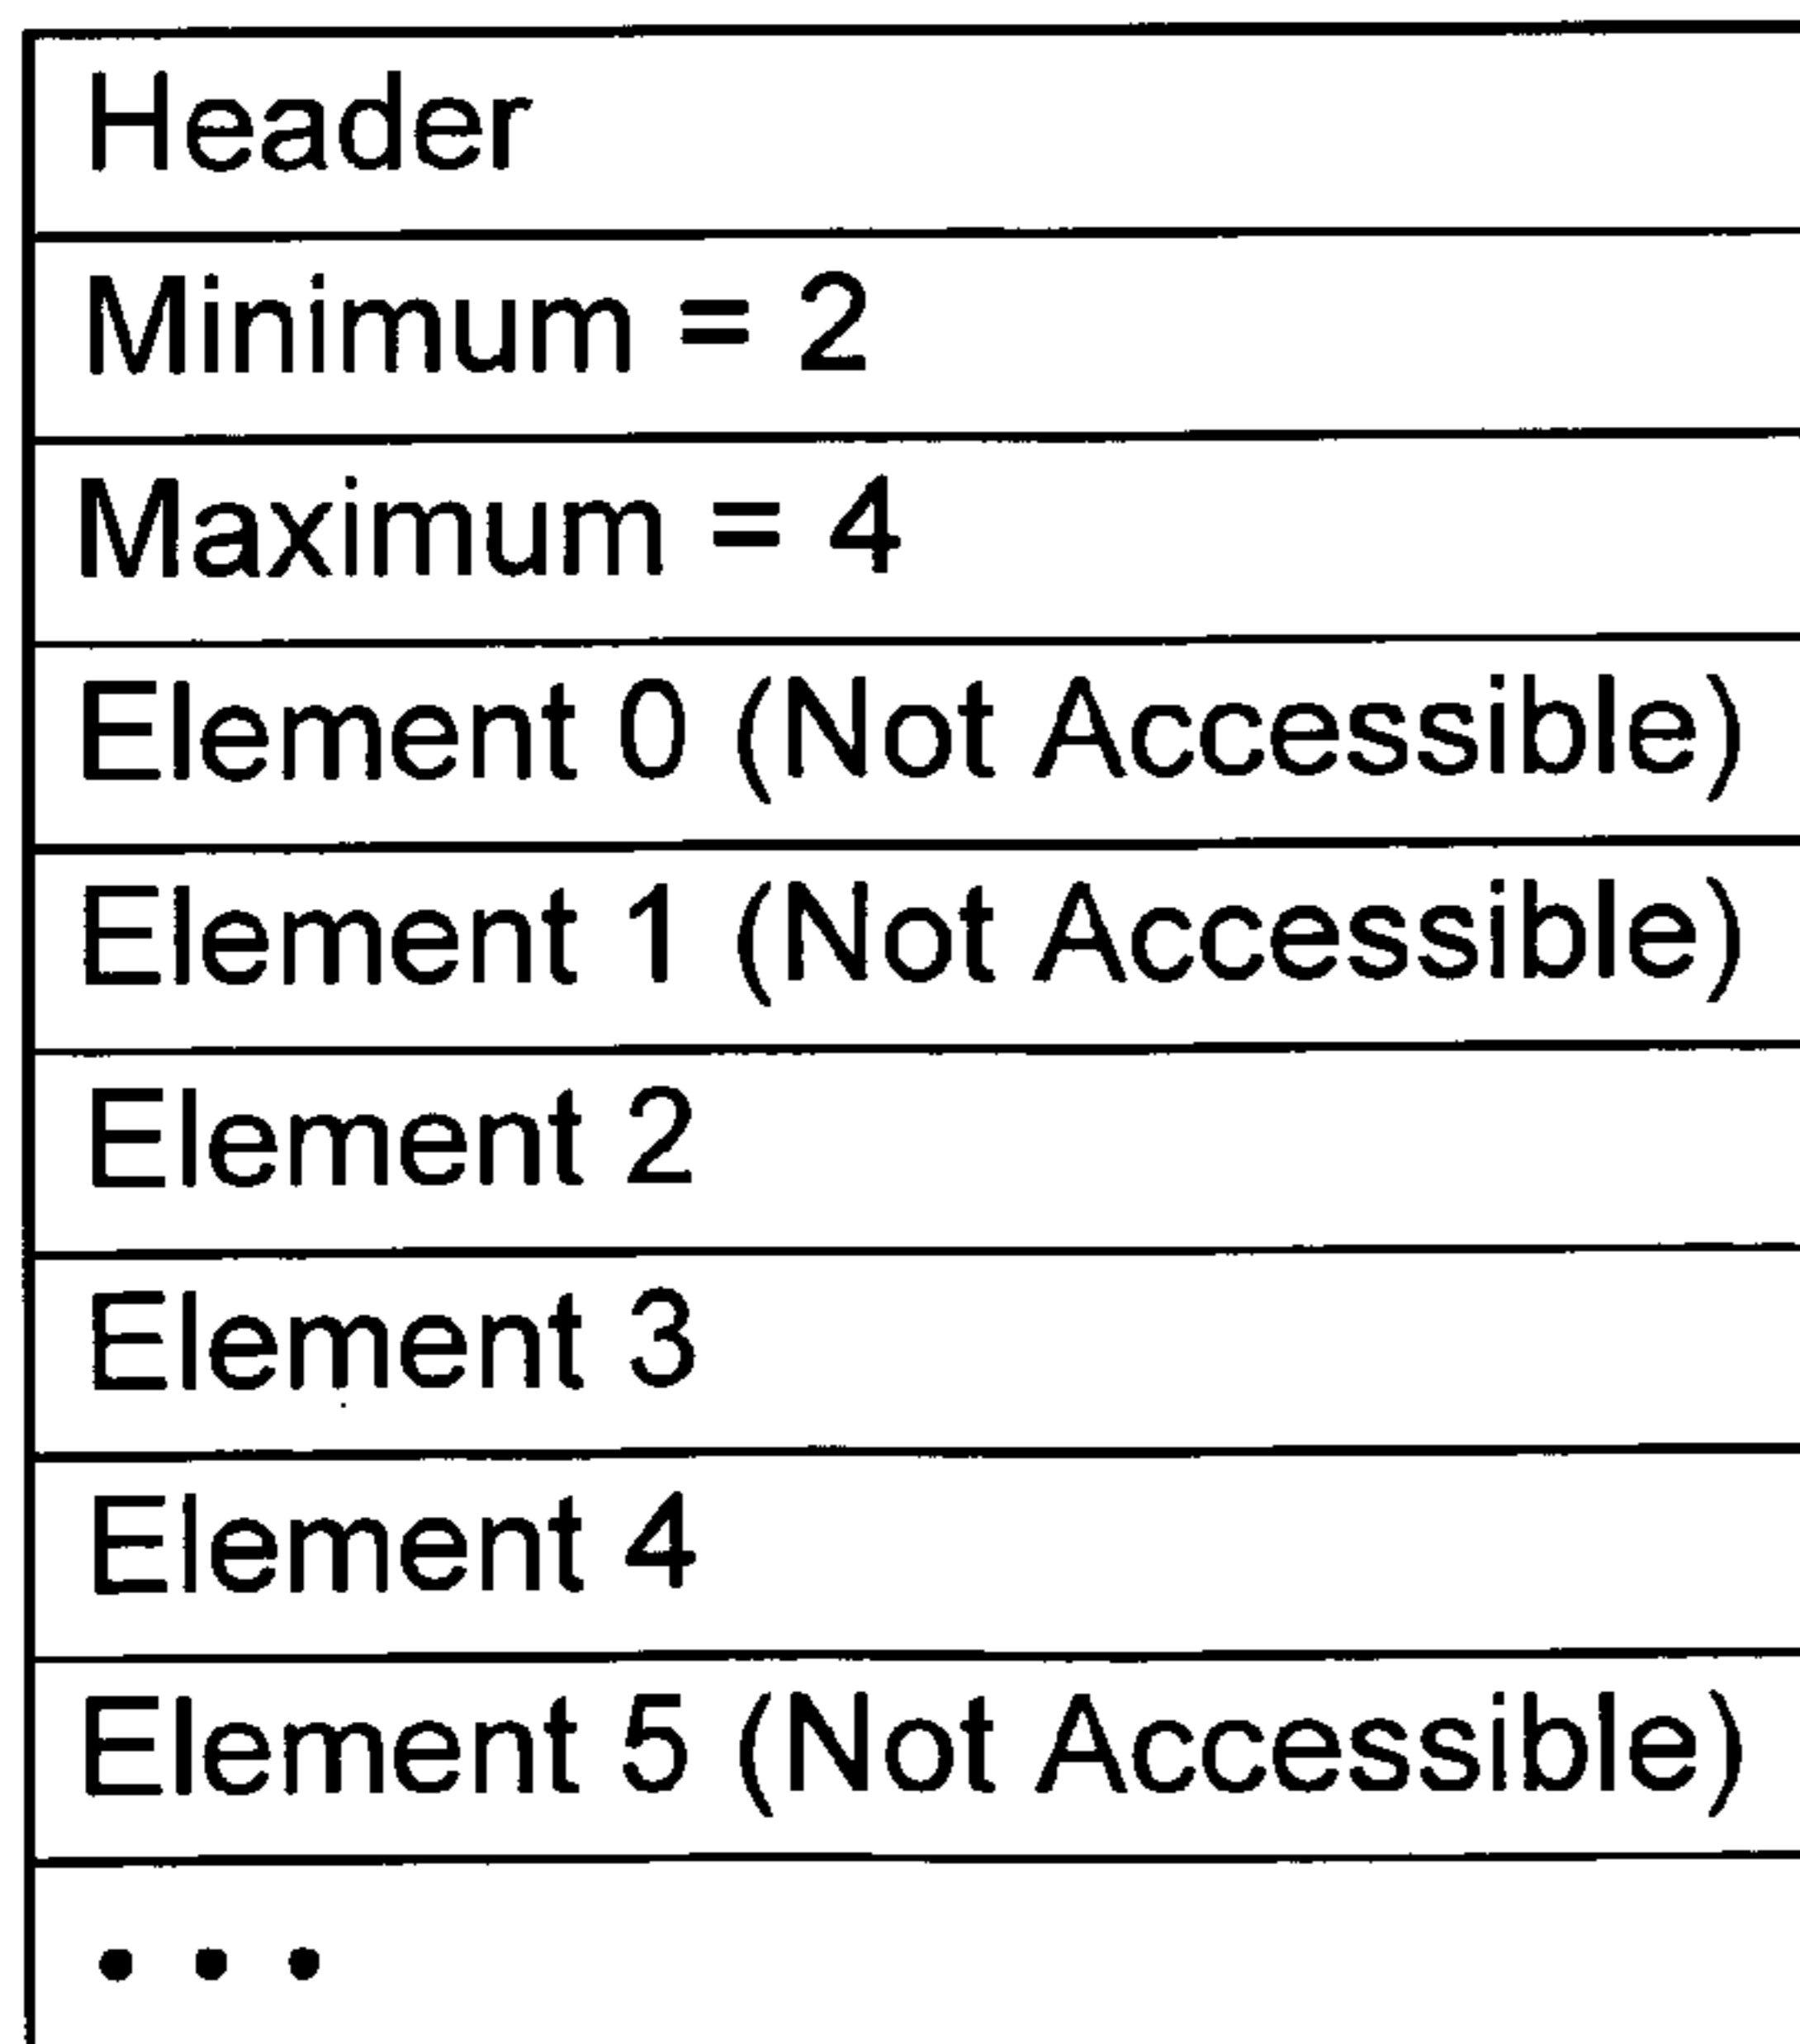 Header
Minimum = 2
Maximum = 4
Element 0 (Not Accessible)
Element 1 (Not Accessible)
Element 2
Element 3
Element 4
Element 5 (Not Accessible)
• • •